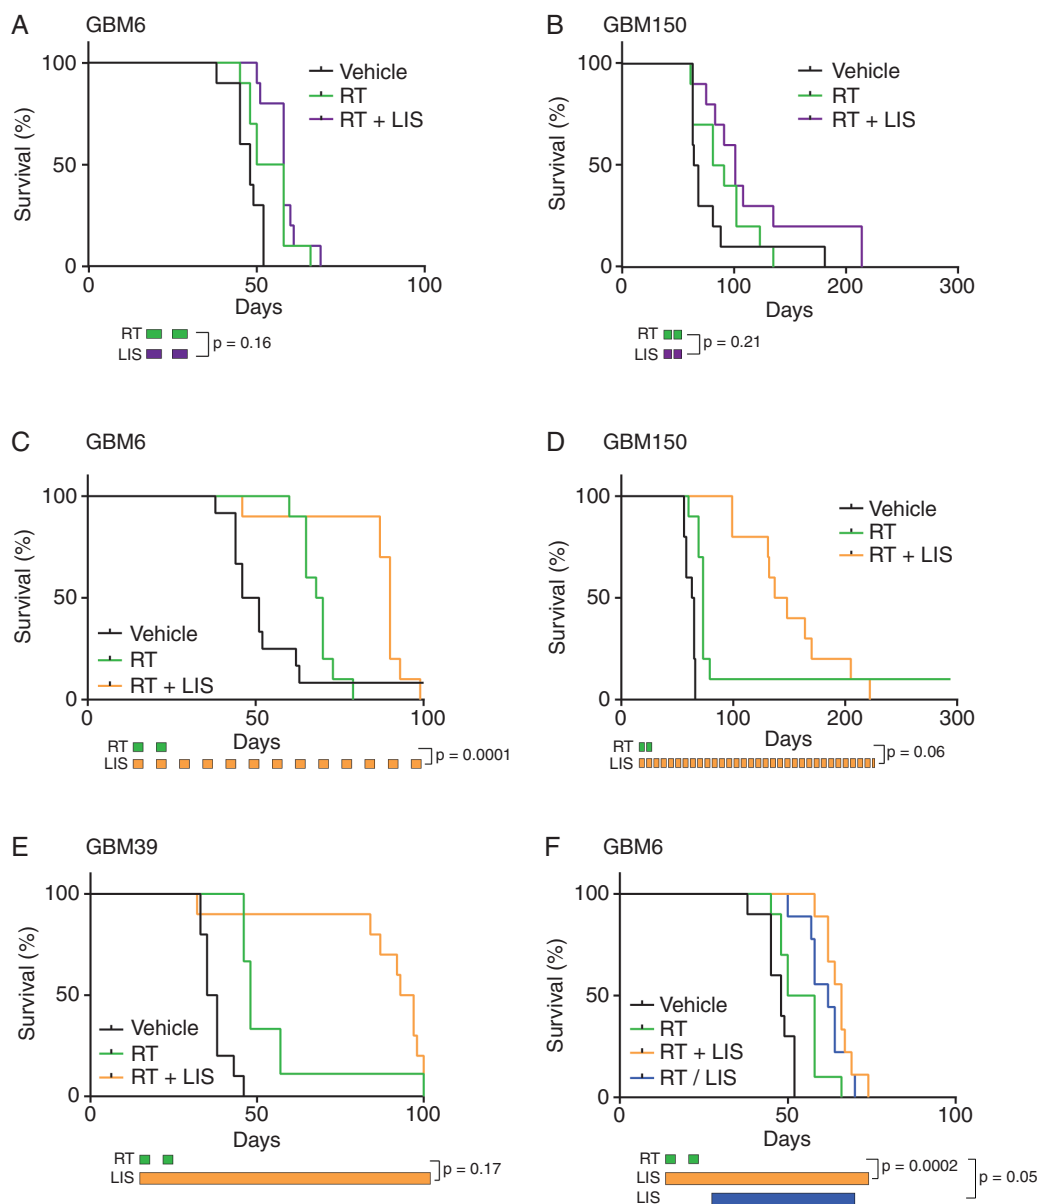 A GBM6
Survival (%)
100
50
0
0 50 100
Days
Vehicle
RT
RT + LIS
RT
LIS
p = 0.16
B GBM150
Survival (%)
100
50
0
0 100 200 300
Days
Vehicle
RT
RT + LIS
RT
LIS
p = 0.21
C GBM6
Survival (%)
100
50
0
0 50 100
Days
Vehicle
RT
RT + LIS
RT
LIS
p = 0.0001
D GBM150
Survival (%)
100
50
0
0 100 200 300
Days
Vehicle
RT
RT + LIS
RT
LIS
p = 0.06
E GBM39
Survival (%)
100
50
0
0 50 100
Days
Vehicle
RT
RT + LIS
RT
LIS
p = 0.17
F GBM6
Survival (%)
100
50
0
0 50 100
Days
Vehicle
RT
RT + LIS
RT / LIS
RT
LIS
LIS
p = 0.0002
p = 0.05